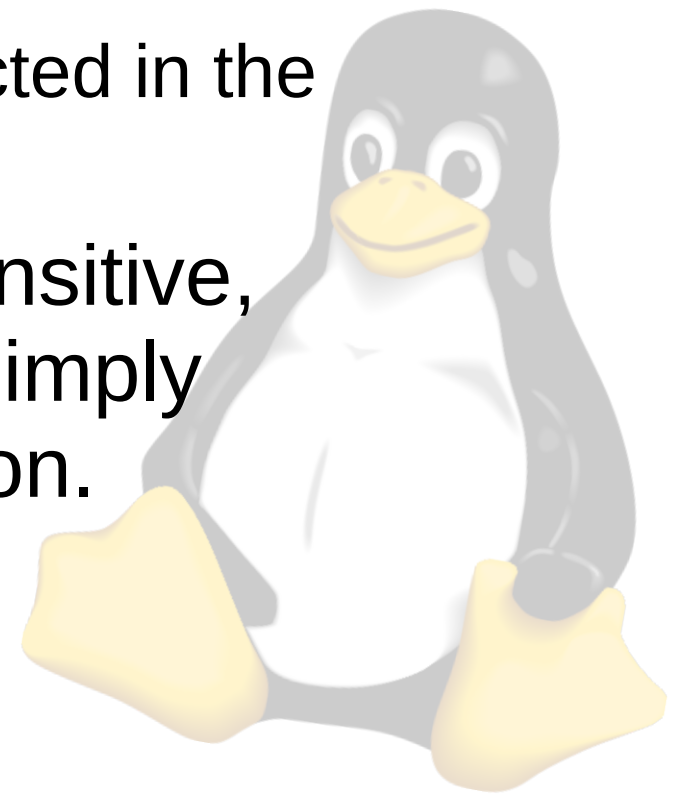 cted in the
nsitive,
imply
on.